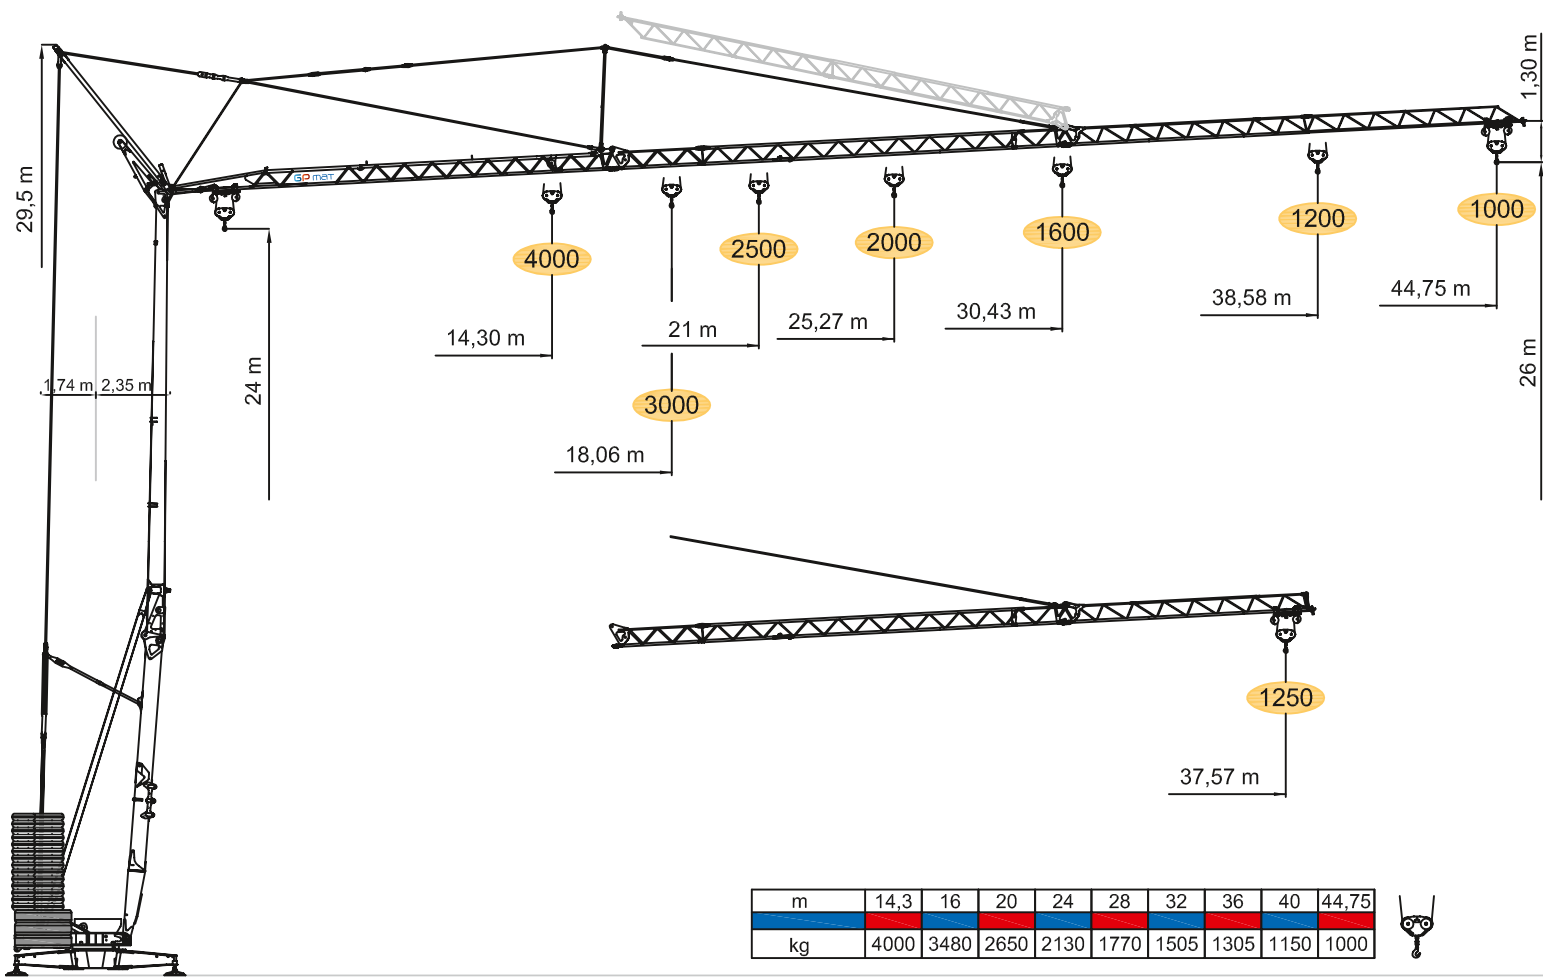 1,30 m
29,5 m
GP mat
1000
1200
1600
2000
2500
4000
44,75 m
38,58 m
30,43 m
25,27 m
21 m
14,30 m
24 m
26 m
1,74 m
2,35 m
3000
18,06 m
1250
37,57 m
m 14,3 16 20 24 28 32 36 40 44,75
kg 4000 3480 2650 2130 1770 1505 1305 1150 1000